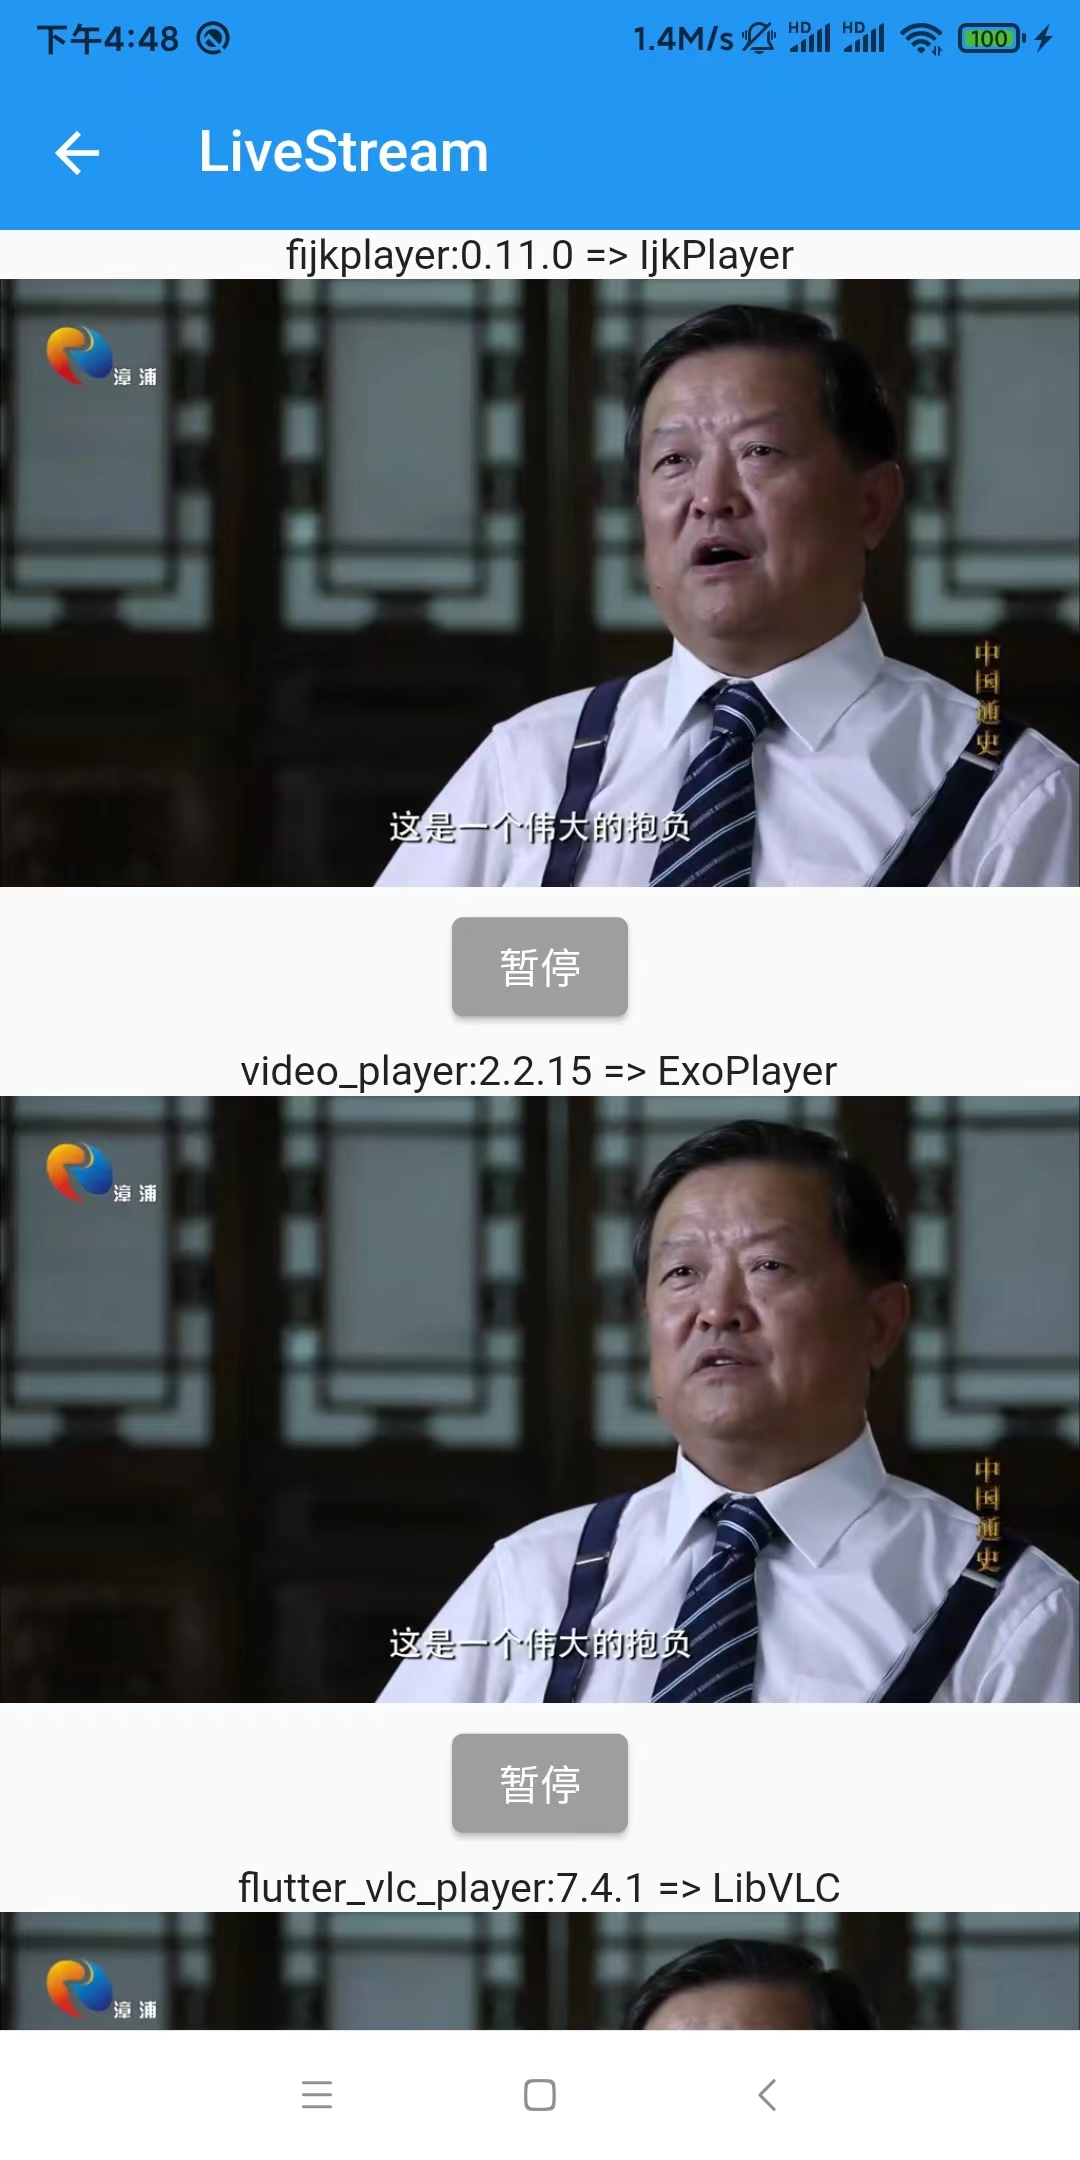 下午4:48
1.4M/s HD HD 100
LiveStream
fijkplayer:0.11.0 => IjkPlayer
漳浦
中国通史
这是一个伟大的抱负
暂停
video_player:2.2.15 => ExoPlayer
漳浦
中国通史
这是一个伟大的抱负
暂停
flutter_vlc_player:7.4.1 => LibVLC
漳浦